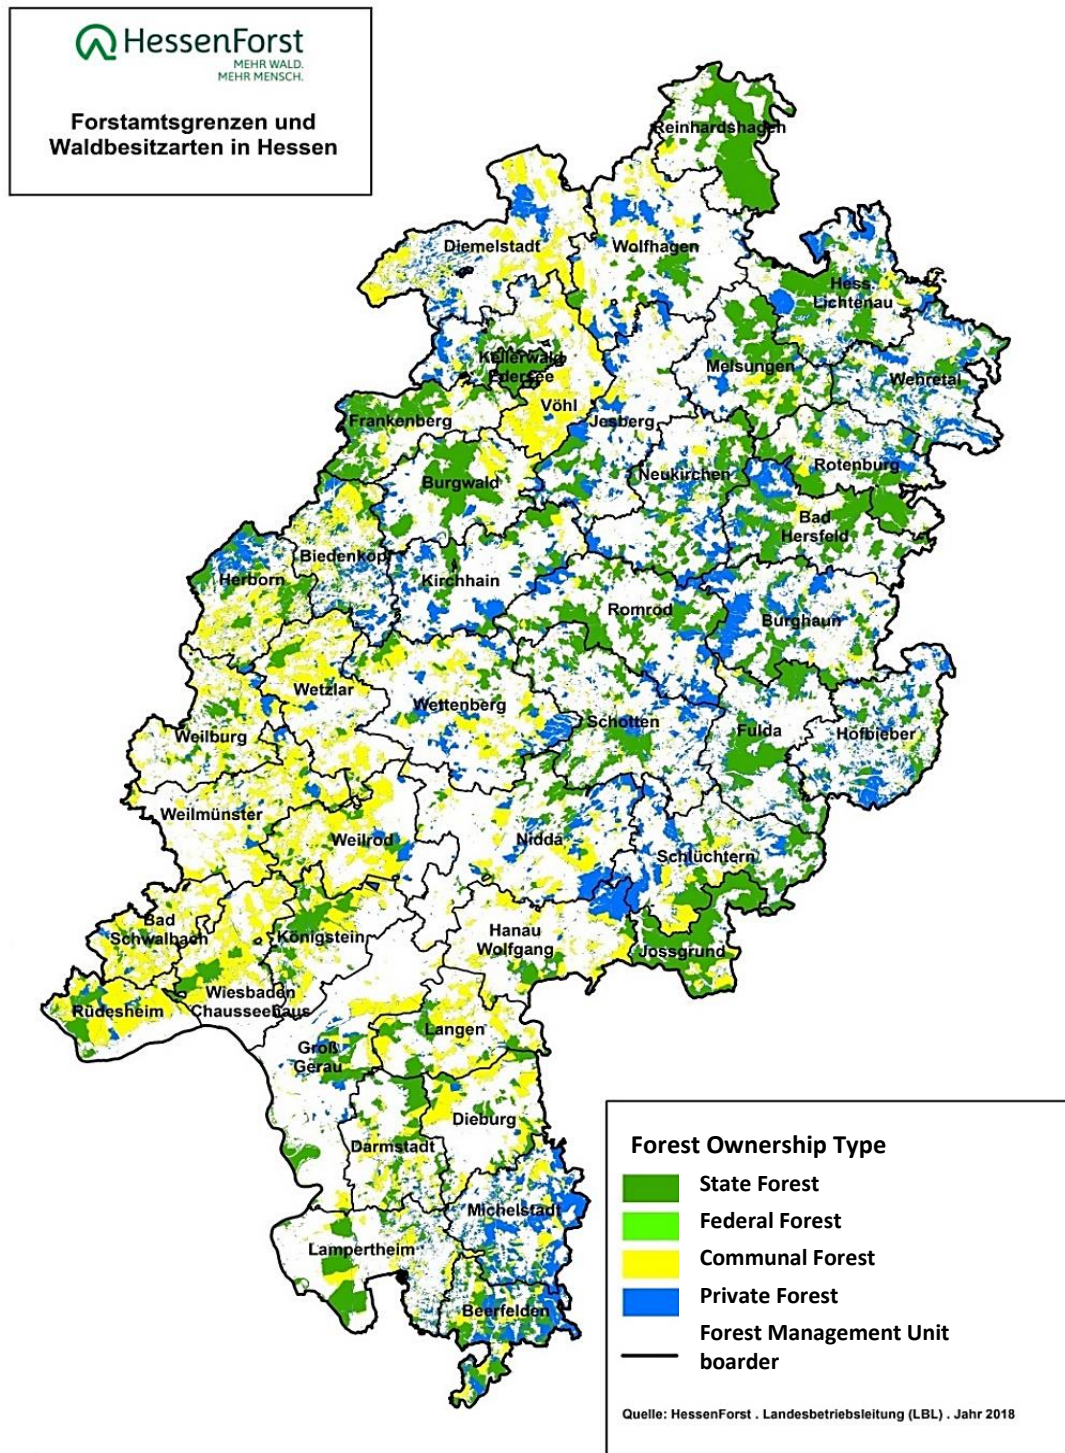 HessenForst
MEHR WALD.
MEHR MENSCH.
Forstamtsgrenzen und
Waldbesitzarten in Hessen
Reinhardshagen
Diemelstadt
Wolfhagen
Hess.
Lichtenau
Kellerwald
Edersee
Melsungen
Wehretal
Vöhl
Frankenberg
Jesberg
Burgwald
Neukirchen
Rotenburg
Bad
Hersfeld
Biedenkopf
Herborn
Kirchhain
Romrod
Burghaun
Wetzlar
Wettenberg
Schotten
Fulda
Hofbieber
Weilburg
Weilmünster
Weilrod
Nidda
Schlüchtern
Bad
Schwalbach
Königstein
Hanau
Wolfgang
Jossgrund
Rüdesheim
Wiesbaden
Chausseehaus
Langen
Groß
Gerau
Dieburg
Darmstadt
Michelstadt
Lampertheim
Beerfelden
Forest Ownership Type
State Forest
Federal Forest
Communal Forest
Private Forest
Forest Management Unit
boarder
Quelle: HessenForst . Landesbetriebsleitung (LBL) . Jahr 2018